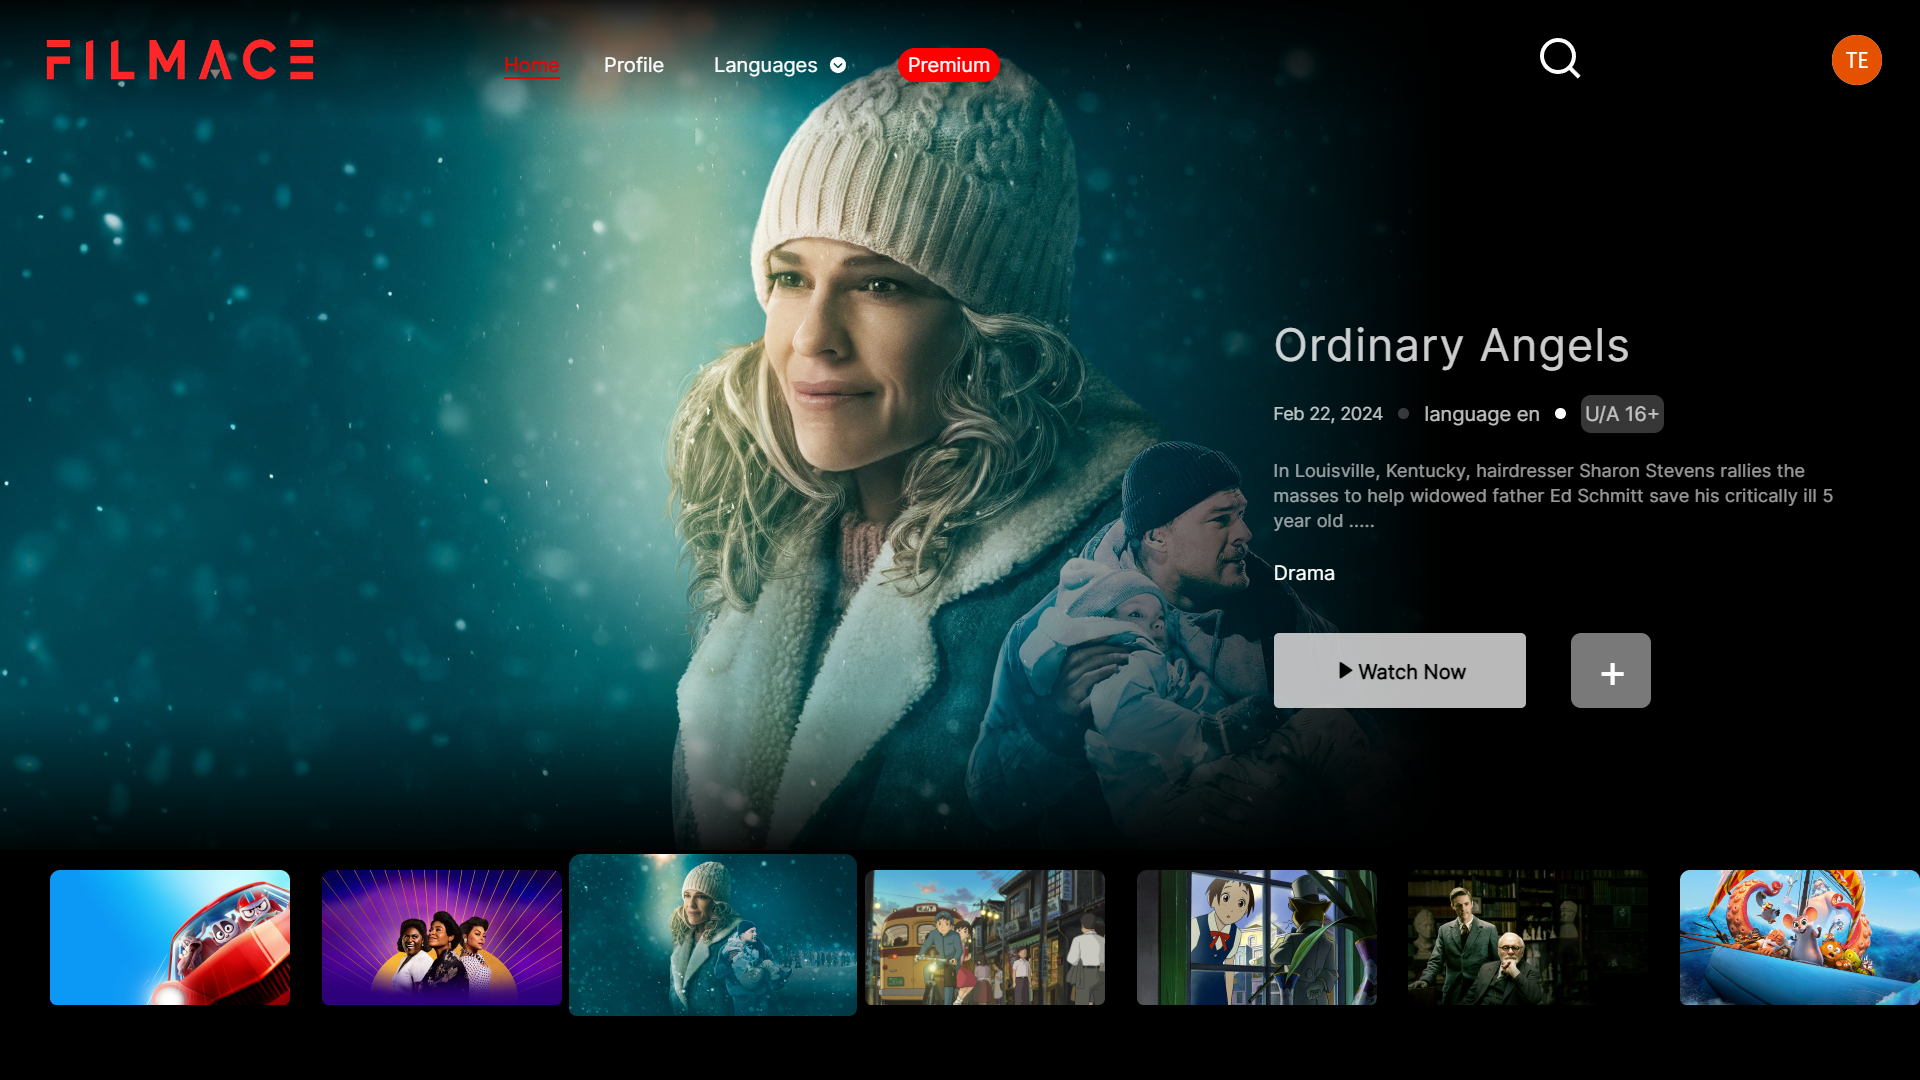 FILMACE
Home
Profile
Languages
Premium
TE
Ordinary Angels
Feb 22, 2024
language en
U/A 16+
In Louisville, Kentucky, hairdresser Sharon Stevens rallies the
masses to help widowed father Ed Schmitt save his critically ill 5
year old .....
Drama
Watch Now
+